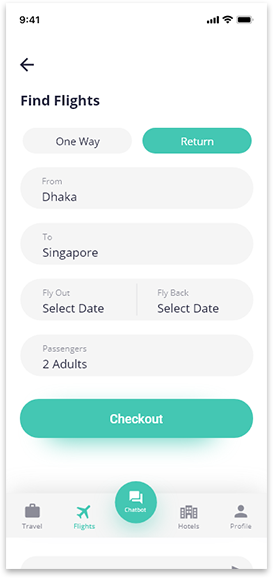 9:41
Find Flights
One Way Return
From
Dhaka
To
Singapore
Fly Out Fly Back
Select Date Select Date
Passengers
2 Adults
Checkout
Travel Flights Chatbot Hotels Profile